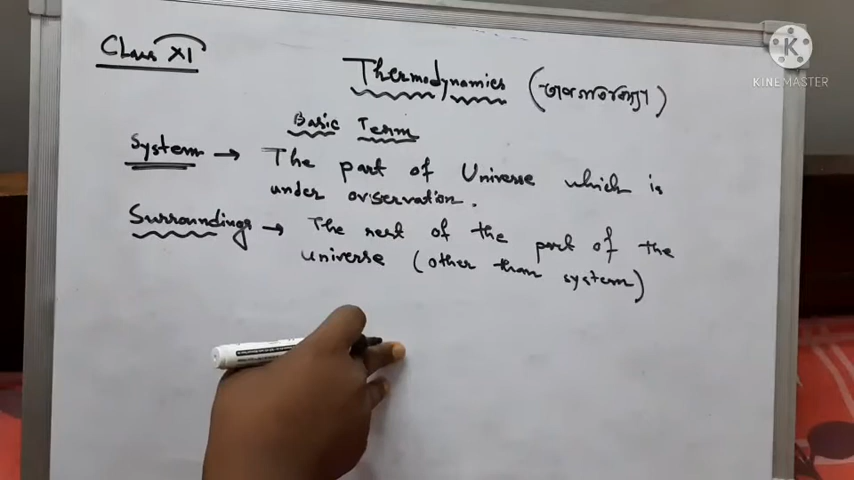 Class XI
Thermodynamics (তাপগতিবিদ্যা)
Basic Term
System → The part of Universe which is
under ovservation.
Surroundings → The rest of the part of the
universe (other than system)
K
KINEMASTER